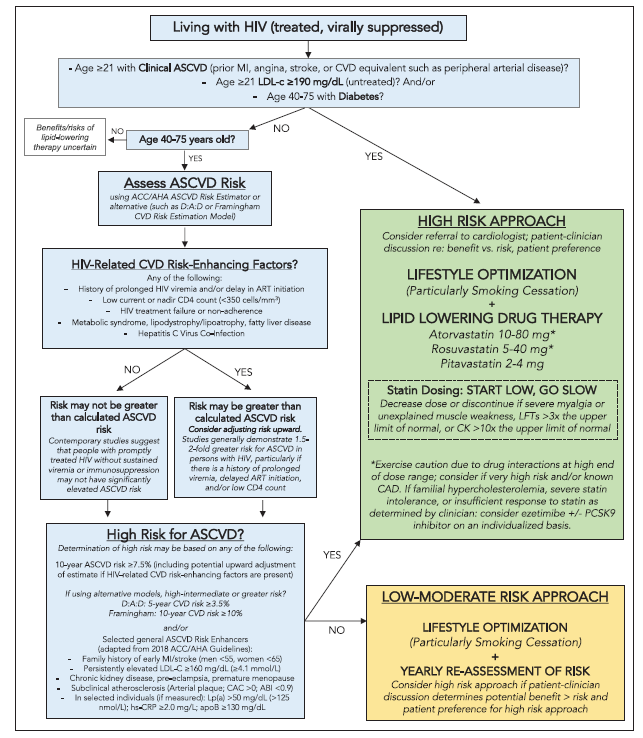 Living with HIV (treated, virally suppressed)
- Age ≥21 with Clinical ASCVD (prior MI, angina, stroke, or CVD equivalent such as peripheral arterial disease)?
- Age ≥21 LDL-c ≥190 mg/dL (untreated)? And/or
- Age 40-75 with Diabetes?
NO
YES
Benefits/risks of
lipid-lowering
therapy uncertain
NO
Age 40-75 years old?
YES
Assess ASCVD Risk
using ACC/AHA ASCVD Risk Estimator or
alternative (such as D:A:D or Framingham
CVD Risk Estimation Model)
HIV-Related CVD Risk-Enhancing Factors?
Any of the following:
- History of prolonged HIV viremia and/or delay in ART initiation
- Low current or nadir CD4 count (<350 cells/mm³)
- HIV treatment failure or non-adherence
- Metabolic syndrome, lipodystrophy/lipoatrophy, fatty liver disease
- Hepatitis C Virus Co-Infection
NO
YES
Risk may not be greater
than calculated ASCVD
risk
Contemporary studies suggest
that people with promptly
treated HIV without sustained
viremia or immunosuppression
may not have significantly
elevated ASCVD risk
Risk may be greater than
calculated ASCVD risk
Consider adjusting risk upward.
Studies generally demonstrate 1.5-
2-fold greater risk for ASCVD in
persons with HIV, particularly if
there is a history of prolonged
viremia, delayed ART initiation,
and/or low CD4 count
High Risk for ASCVD?
Determination of high risk may be based on any of the following:
10-year ASCVD risk ≥7.5% (including potential upward adjustment
of estimate if HIV-related CVD risk-enhancing factors are present)
If using alternative models, high-intermediate or greater risk?
D:A:D: 5-year CVD risk ≥3.5%
Framingham: 10-year CVD risk ≥10%
and/or
Selected general ASCVD Risk Enhancers
(adapted from 2018 ACC/AHA Guidelines):
- Family history of early MI/stroke (men <55, women <65)
- Persistently elevated LDL-C ≥160 mg/dL (≥4.1 mmol/L)
- Chronic kidney disease, pre-eclampsia, premature menopause
- Subclinical atherosclerosis (Arterial plaque; CAC >0; ABI <0.9)
- In selected individuals (if measured): Lp(a) >50 mg/dL (>125
nmol/L); hs-CRP ≥2.0 mg/L; apoB ≥130 mg/dL
YES
NO
HIGH RISK APPROACH
Consider referral to cardiologist; patient-clinician
discussion re: benefit vs. risk, patient preference
LIFESTYLE OPTIMIZATION
(Particularly Smoking Cessation)
+
LIPID LOWERING DRUG THERAPY
Atorvastatin 10-80 mg*
Rosuvastatin 5-40 mg*
Pitavastatin 2-4 mg
Statin Dosing: START LOW, GO SLOW
Decrease dose or discontinue if severe myalgia or
unexplained muscle weakness, LFTs >3x the upper
limit of normal, or CK >10x the upper limit of normal
*Exercise caution due to drug interactions at high end
of dose range; consider if very high risk and/or known
CAD. If familial hypercholesterolemia, severe statin
intolerance, or insufficient response to statin as
determined by clinician: consider ezetimibe +/- PCSK9
inhibitor on an individualized basis.
LOW-MODERATE RISK APPROACH
LIFESTYLE OPTIMIZATION
(Particularly Smoking Cessation)
+
YEARLY RE-ASSESSMENT OF RISK
Consider high risk approach if patient-clinician
discussion determines potential benefit > risk and
patient preference for high risk approach